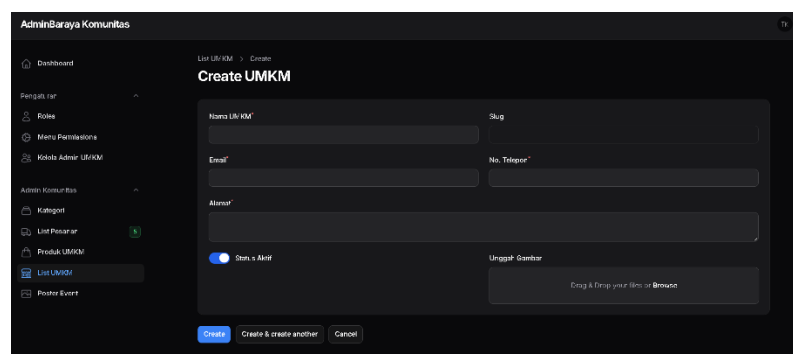 AdminBaraya Komunitas
TK
Dashboard
Pengaturan
Roles
Menu Permissions
Kelola Admin UMKM
Admin Komunitas
Kategori
List Pesanan 5
Produk UMKM
List UMKM
Poster Event
List UMKM > Create
Create UMKM
Nama UMKM*
Slug
Email*
No. Telepon*
Alamat*
Status Aktif
Unggah Gambar
Drag & Drop your files or Browse
Create
Create & create another
Cancel